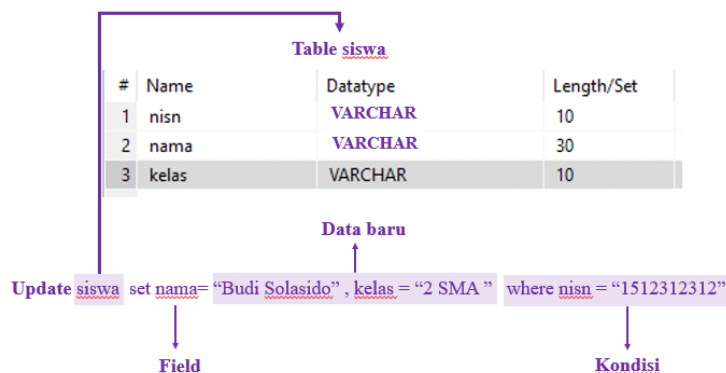 Table siswa
# Name Datatype Length/Set
1 nisn VARCHAR 10
2 nama VARCHAR 30
3 kelas VARCHAR 10
Data baru
Update siswa set nama= “Budi Solasido” , kelas = “2 SMA ” where nisn = “1512312312”
Field
Kondisi